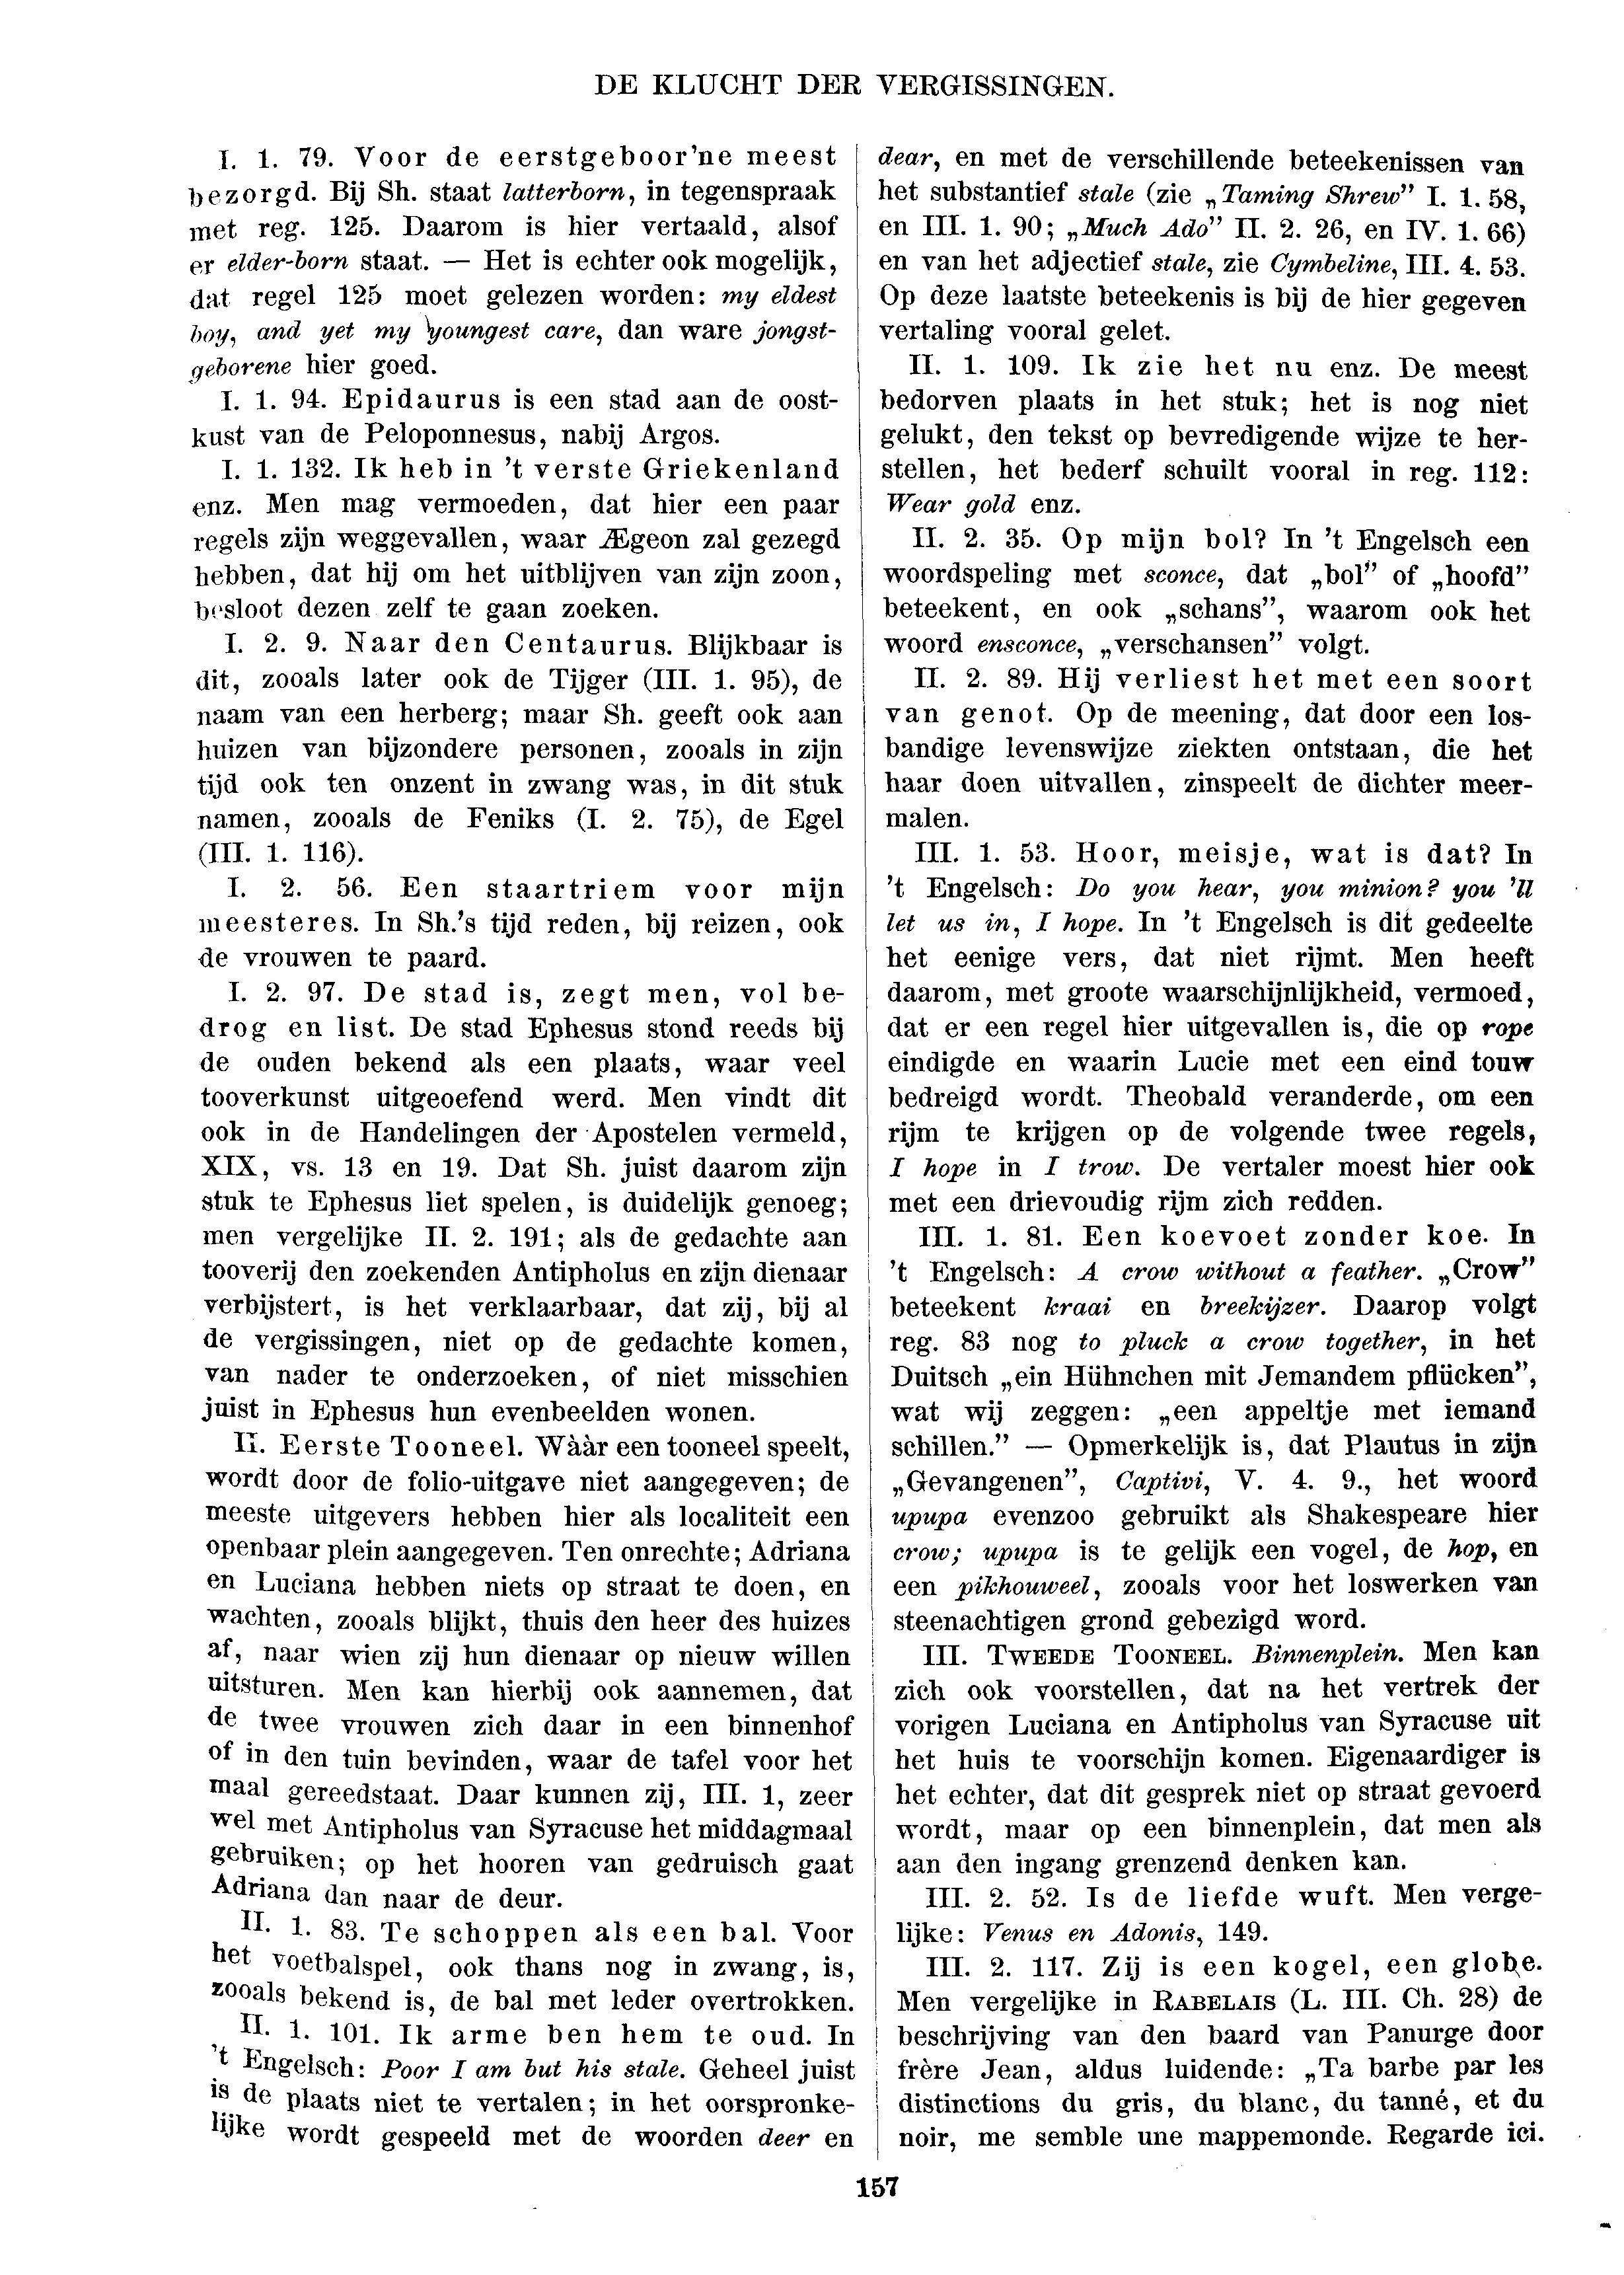 DE KLUCHT DER VERGISSINGEN.
I. 1. 79. Voor de eerstgeboor'ne meest
bezorgd. Bij Sh. staat latterborn, in tegenspraak
met reg. 125. Daarom is hier vertaald, alsof
er elder-born staat. — Het is echter ook mogelijk,
dat regel 125 moet gelezen worden: my eldest
boy, and yet my youngest care, dan ware jongst-
geborene hier goed.
I. 1. 94. Epidaurus is een stad aan de oost-
kust van de Peloponnesus, nabij Argos.
I. 1. 132. Ik heb in 't verste Griekenland
enz. Men mag vermoeden, dat hier een paar
regels zijn weggevallen, waar Ægeon zal gezegd
hebben, dat hij om het uitblijven van zijn zoon,
besloot dezen zelf te gaan zoeken.
I. 2. 9. Naar den Centaurus. Blijkbaar is
dit, zooals later ook de Tijger (III. 1. 95), de
naam van een herberg; maar Sh. geeft ook aan
huizen van bijzondere personen, zooals in zijn
tijd ook ten onzent in zwang was, in dit stuk
namen, zooals de Feniks (I. 2. 75), de Egel
(III. 1. 116).
I. 2. 56. Een staartriem voor mijn
meesteres. In Sh.'s tijd reden, bij reizen, ook
de vrouwen te paard.
I. 2. 97. De stad is, zegt men, vol be-
drog en list. De stad Ephesus stond reeds bij
de ouden bekend als een plaats, waar veel
tooverkunst uitgeoefend werd. Men vindt dit
ook in de Handelingen der Apostelen vermeld,
XIX, vs. 13 en 19. Dat Sh. juist daarom zijn
stuk te Ephesus liet spelen, is duidelijk genoeg;
men vergelijke II. 2. 191; als de gedachte aan
tooverij den zoekenden Antipholus en zijn dienaar
verbijstert, is het verklaarbaar, dat zij, bij al
de vergissingen, niet op de gedachte komen,
van nader te onderzoeken, of niet misschien
juist in Ephesus hun evenbeelden wonen.
II. Eerste Tooneel. Wààr een tooneel speelt,
wordt door de folio-uitgave niet aangegeven; de
meeste uitgevers hebben hier als localiteit een
openbaar plein aangegeven. Ten onrechte; Adriana
en Luciana hebben niets op straat te doen, en
wachten, zooals blijkt, thuis den heer des huizes
af, naar wien zij hun dienaar op nieuw willen
uitsturen. Men kan hierbij ook aannemen, dat
de twee vrouwen zich daar in een binnenhof
of in den tuin bevinden, waar de tafel voor het
maal gereedstaat. Daar kunnen zij, III. 1, zeer
wel met Antipholus van Syracuse het middagmaal
gebruiken; op het hooren van gedruisch gaat
Adriana dan naar de deur.
II. 1. 83. Te schoppen als een bal. Voor
het voetbalspel, ook thans nog in zwang, is,
zooals bekend is, de bal met leder overtrokken.
II. 1. 101. Ik arme ben hem te oud. In
't Engelsch: Poor I am but his stale. Geheel juist
is de plaats niet te vertalen; in het oorspronke-
lijke wordt gespeeld met de woorden deer en
dear, en met de verschillende beteekenissen van
het substantief stale (zie „Taming Shrew” I. 1. 58,
en III. 1. 90; „Much Ado” II. 2. 26, en IV. 1. 66)
en van het adjectief stale, zie Cymbeline, III. 4. 53.
Op deze laatste beteekenis is bij de hier gegeven
vertaling vooral gelet.
II. 1. 109. Ik zie het nu enz. De meest
bedorven plaats in het stuk; het is nog niet
gelukt, den tekst op bevredigende wijze te her-
stellen, het bederf schuilt vooral in reg. 112:
Wear gold enz.
II. 2. 35. Op mijn bol? In 't Engelsch een
woordspeling met sconce, dat „bol” of „hoofd”
beteekent, en ook „schans”, waarom ook het
woord ensconce, „verschansen” volgt.
II. 2. 89. Hij verliest het met een soort
van genot. Op de meening, dat door een los-
bandige levenswijze ziekten ontstaan, die het
haar doen uitvallen, zinspeelt de dichter meer-
malen.
III. 1. 53. Hoor, meisje, wat is dat? In
't Engelsch: Do you hear, you minion? you 'll
let us in, I hope. In 't Engelsch is dit gedeelte
het eenige vers, dat niet rijmt. Men heeft
daarom, met groote waarschijnlijkheid, vermoed,
dat er een regel hier uitgevallen is, die op rope
eindigde en waarin Lucie met een eind touw
bedreigd wordt. Theobald veranderde, om een
rijm te krijgen op de volgende twee regels,
I hope in I trow. De vertaler moest hier ook
met een drievoudig rijm zich redden.
III. 1. 81. Een koevoet zonder koe. In
't Engelsch: A crow without a feather. „Crow”
beteekent kraai en breekijzer. Daarop volgt
reg. 83 nog to pluck a crow together, in het
Duitsch „ein Hühnchen mit Jemandem pflücken”,
wat wij zeggen: „een appeltje met iemand
schillen.” — Opmerkelijk is, dat Plautus in zijn
„Gevangenen”, Captivi, V. 4. 9., het woord
upupa evenzoo gebruikt als Shakespeare hier
crow; upupa is te gelijk een vogel, de hop, en
een pikhouweel, zooals voor het loswerken van
steenachtigen grond gebezigd word.
III. TWEEDE TOONEEL. Binnenplein. Men kan
zich ook voorstellen, dat na het vertrek der
vorigen Luciana en Antipholus van Syracuse uit
het huis te voorschijn komen. Eigenaardiger is
het echter, dat dit gesprek niet op straat gevoerd
wordt, maar op een binnenplein, dat men als
aan den ingang grenzend denken kan.
III. 2. 52. Is de liefde wuft. Men verge-
lijke: Venus en Adonis, 149.
III. 2. 117. Zij is een kogel, een globe.
Men vergelijke in RABELAIS (L. III. Ch. 28) de
beschrijving van den baard van Panurge door
frère Jean, aldus luidende: „Ta barbe par les
distinctions du gris, du blanc, du tanné, et du
noir, me semble une mappemonde. Regarde ici.
157